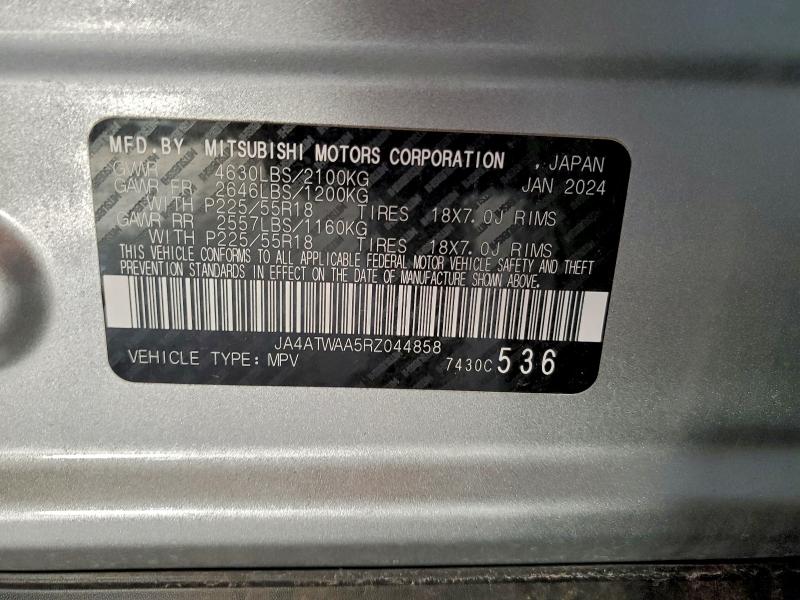 MFD.BY MITSUBISHI MOTORS CORPORATION , JAPAN
GVWR 4630LBS/2100KG JAN 2024
GAWR FR 2646LBS/1200KG
WITH P225/55R18 TIRES 18X7.0J RIMS
GAWR RR 2557LBS/1160KG
WITH P225/55R18 TIRES 18X7.0J RIMS
THIS VEHICLE CONFORMS TO ALL APPLICABLE FEDERAL MOTOR VEHICLE SAFETY AND THEFT
PREVENTION STANDARDS IN EFFECT ON THE DATE OF MANUFACTURE SHOWN ABOVE.
JA4ATWAA5RZ044858
VEHICLE TYPE: MPV 7430C 536